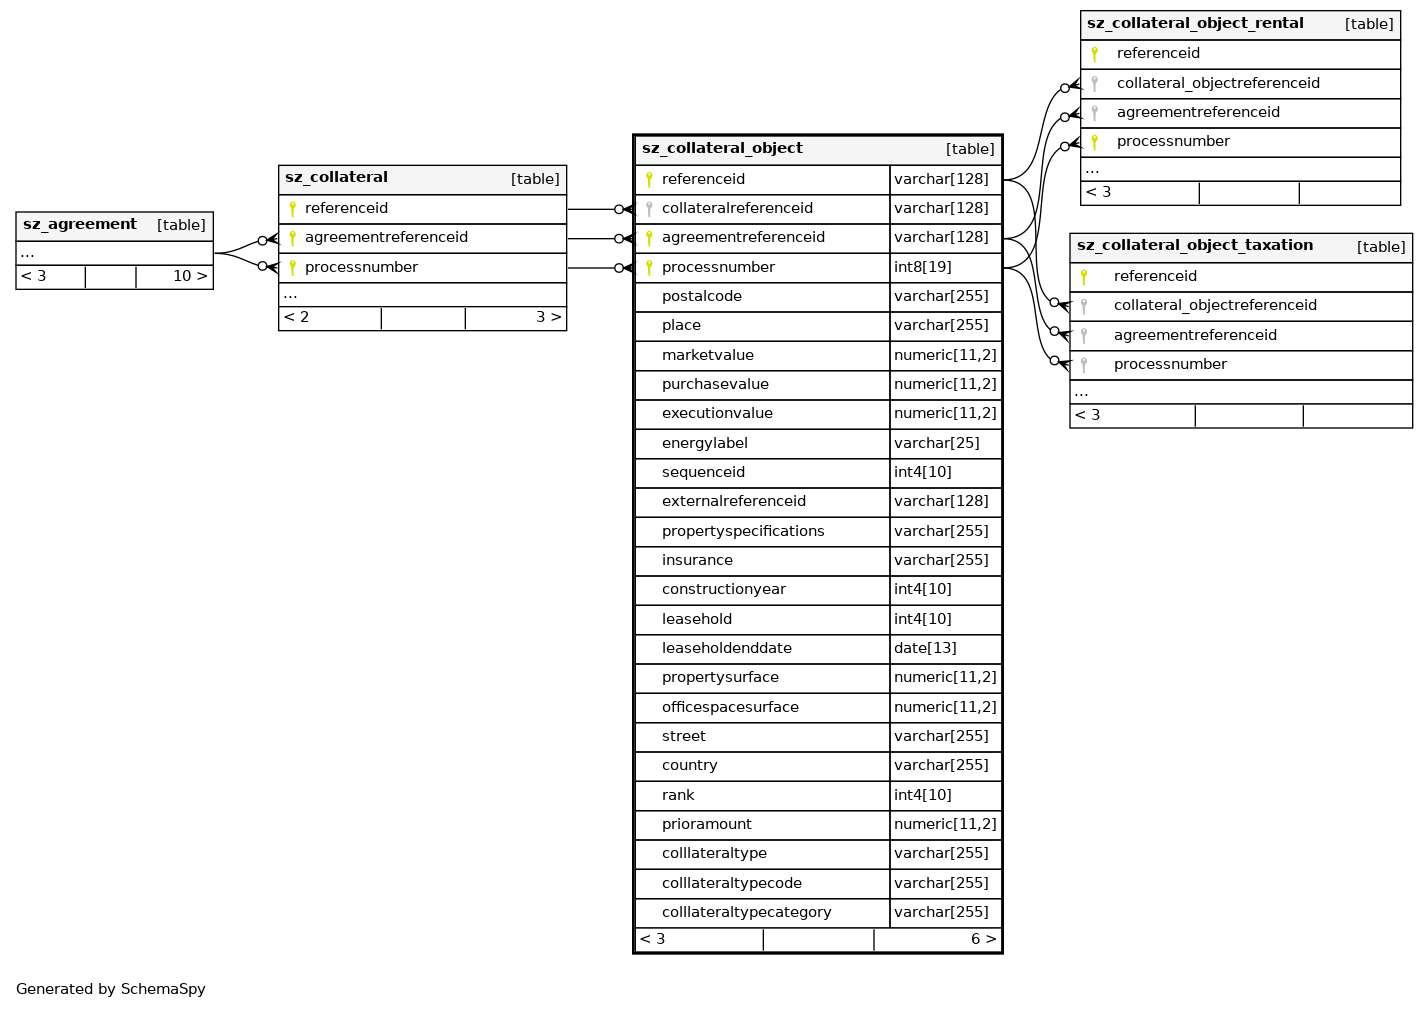 sz_agreement [table]
...
< 3 10 >
sz_collateral [table]
referenceid
agreementreferenceid
processnumber
...
< 2 3 >
sz_collateral_object [table]
referenceid varchar[128]
collateralreferenceid varchar[128]
agreementreferenceid varchar[128]
processnumber int8[19]
postalcode varchar[255]
place varchar[255]
marketvalue numeric[11,2]
purchasevalue numeric[11,2]
executionvalue numeric[11,2]
energylabel varchar[25]
sequenceid int4[10]
externalreferenceid varchar[128]
propertyspecifications varchar[255]
insurance varchar[255]
constructionyear int4[10]
leasehold int4[10]
leaseholdenddate date[13]
propertysurface numeric[11,2]
officespacesurface numeric[11,2]
street varchar[255]
country varchar[255]
rank int4[10]
prioramount numeric[11,2]
colllateraltype varchar[255]
colllateraltypecode varchar[255]
colllateraltypecategory varchar[255]
< 3 6 >
sz_collateral_object_rental [table]
referenceid
collateral_objectreferenceid
agreementreferenceid
processnumber
...
< 3
sz_collateral_object_taxation [table]
referenceid
collateral_objectreferenceid
agreementreferenceid
processnumber
...
< 3
Generated by SchemaSpy